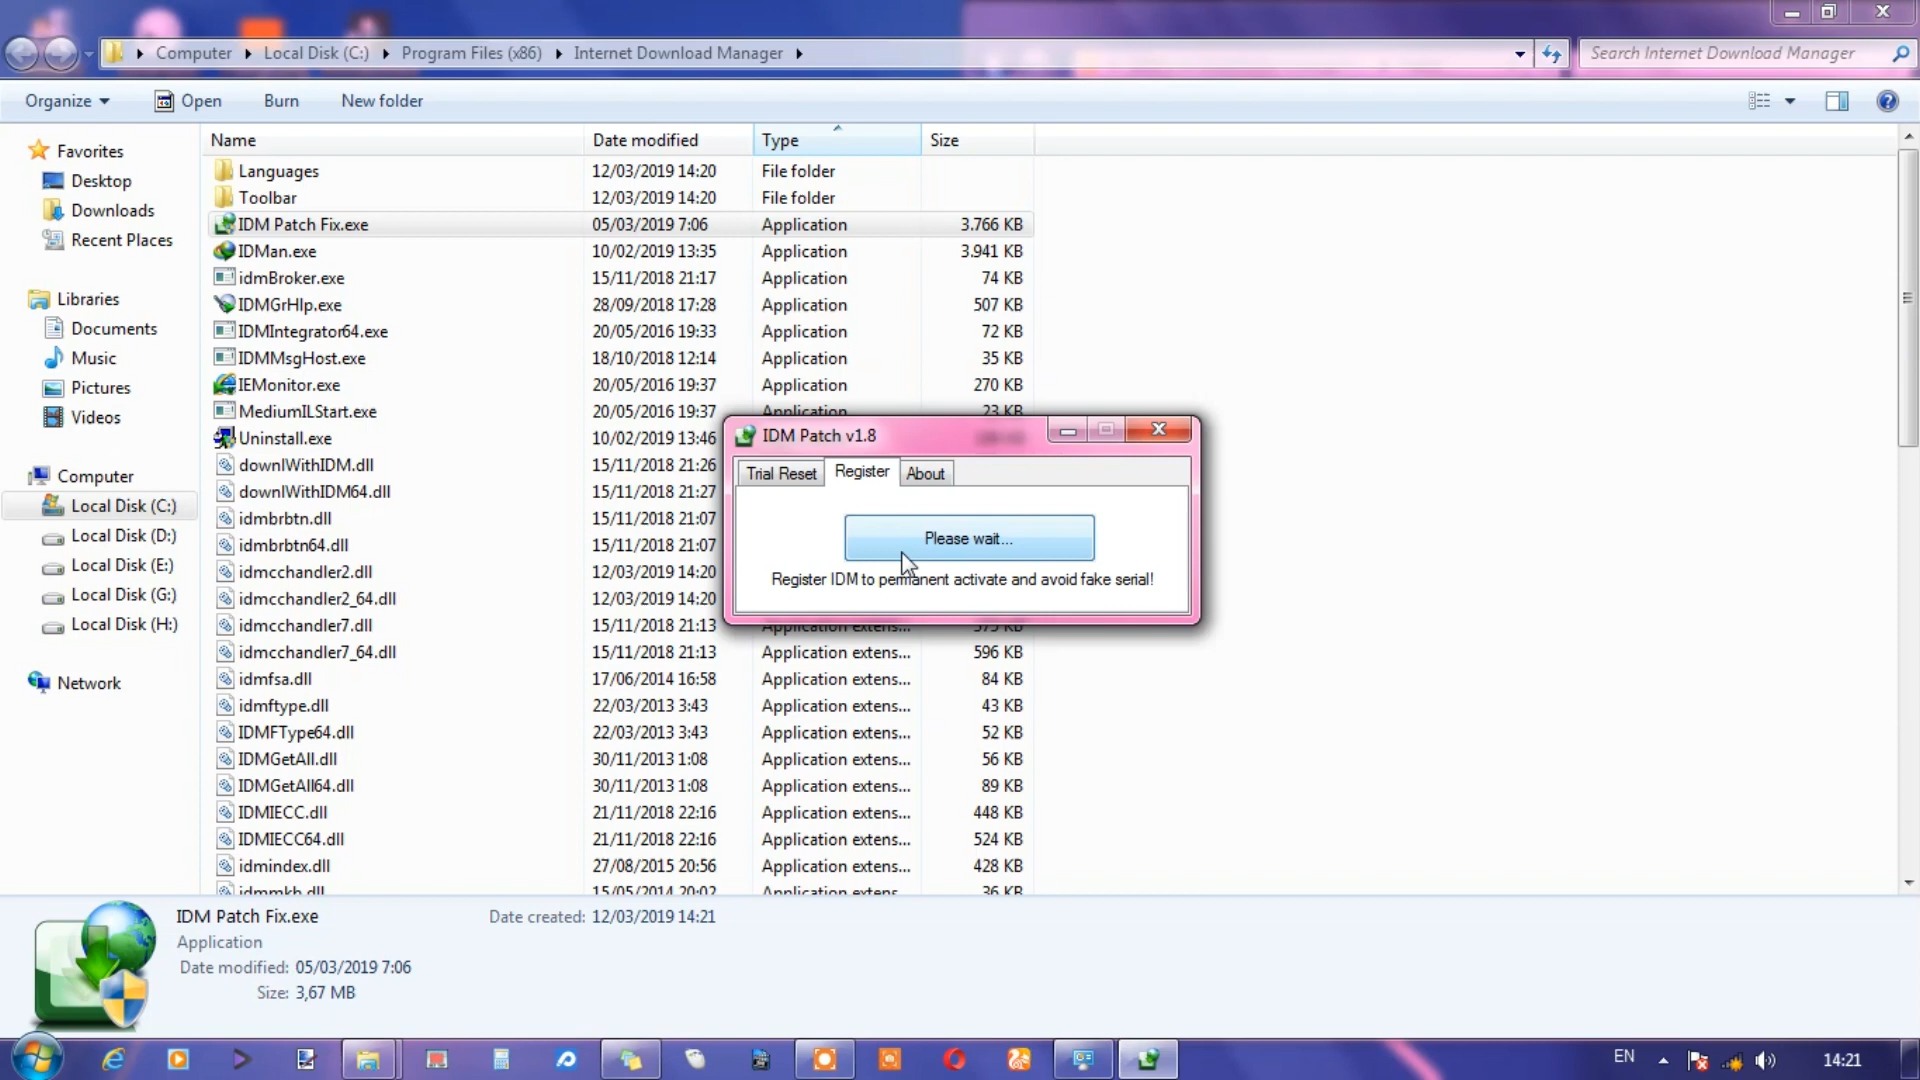 Computer Local Disk (C:) Program Files (x86) Internet Download Manager
Search Internet Download Manager
Organize Open Burn New folder
Name Date modified Type Size
Favorites
Desktop
Downloads
Recent Places
Libraries
Documents
Music
Pictures
Videos
Computer
Local Disk (C:)
Local Disk (D:)
Local Disk (E:)
Local Disk (G:)
Local Disk (H:)
Network
Languages 12/03/2019 14:20 File folder
Toolbar 12/03/2019 14:20 File folder
IDM Patch Fix.exe 05/03/2019 7:06 Application 3.766 KB
IDMan.exe 10/02/2019 13:35 Application 3.941 KB
idmBroker.exe 15/11/2018 21:17 Application 74 KB
IDMGrHlp.exe 28/09/2018 17:28 Application 507 KB
IDMIntegrator64.exe 20/05/2016 19:33 Application 72 KB
IDMMsgHost.exe 18/10/2018 12:14 Application 35 KB
IEMonitor.exe 20/05/2016 19:37 Application 270 KB
MediumILStart.exe 20/05/2016 19:37 Application 23 KB
Uninstall.exe 10/02/2019 13:46
downlWithIDM.dll 15/11/2018 21:26
downlWithIDM64.dll 15/11/2018 21:27
idmbrbtn.dll 15/11/2018 21:07
idmbrbtn64.dll 15/11/2018 21:07
idmcchandler2.dll 12/03/2019 14:20
idmcchandler2_64.dll 12/03/2019 14:20
idmcchandler7.dll 15/11/2018 21:13 Application extens... 575 KB
idmcchandler7_64.dll 15/11/2018 21:13 Application extens... 596 KB
idmfsa.dll 17/06/2014 16:58 Application extens... 84 KB
idmftype.dll 22/03/2013 3:43 Application extens... 43 KB
IDMFType64.dll 22/03/2013 3:43 Application extens... 52 KB
IDMGetAll.dll 30/11/2013 1:08 Application extens... 56 KB
IDMGetAll64.dll 30/11/2013 1:08 Application extens... 89 KB
IDMIECC.dll 21/11/2018 22:16 Application extens... 448 KB
IDMIECC64.dll 21/11/2018 22:16 Application extens... 524 KB
idmindex.dll 27/08/2015 20:56 Application extens... 428 KB
idmmkb.dll 15/05/2014 20:02 Application extens... 36 KB
IDM Patch v1.8
Trial Reset Register About
Please wait...
Register IDM to permanent activate and avoid fake serial!
IDM Patch Fix.exe Date created: 12/03/2019 14:21
Application
Date modified: 05/03/2019 7:06
Size: 3,67 MB
EN 14:21